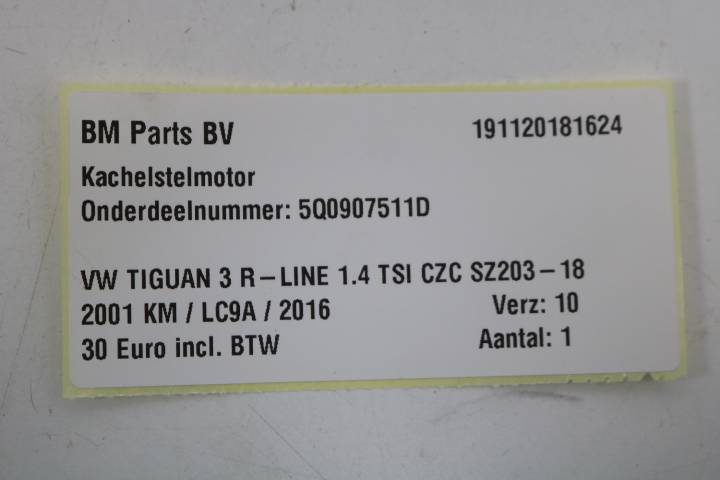 BM Parts BV 191120181624
Kachelstelmotor
Onderdeelnummer: 5Q0907511D
VW TIGUAN 3 R-LINE 1.4 TSI CZC SZ203-18
2001 KM / LC9A / 2016 Verz: 10
30 Euro incl. BTW Aantal: 1